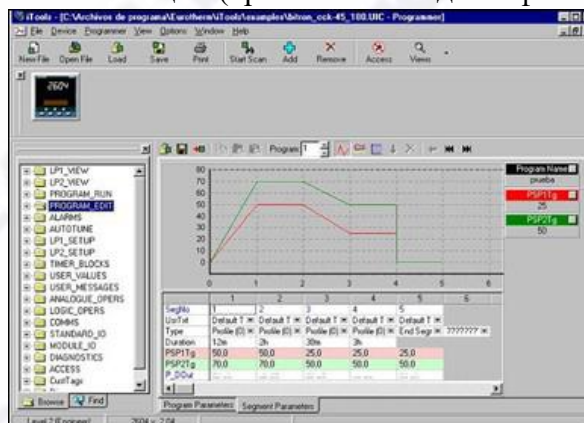 iTools - [C:\Archivos de programa\Eurotherm\iTools\examples\bitron_cck-45_180.UIC - Programmer]
File Device Programmer View Options Window Help
New File Open File Load Save Print Start Scan Add Remove Access Views
2604
Program 1
LP1_VIEW
LP2_VIEW
PROGRAM_RUN
PROGRAM_EDIT
ALARMS
AUTOTUNE
LP1_SETUP
LP2_SETUP
TIMER_BLOCKS
USER_VALUES
USER_MESSAGES
ANALOGUE_OPERS
LOGIC_OPERS
COMMS
STANDARD_IO
MODULE_IO
DIAGNOSTICS
ACCESS
CustTags
Browse Find
80
70
60
50
40
30
20
10
0
0 1 2 3 4 5 6
Program Name
prueba
PSP1Tg
25
PSP2Tg
50
1 2 3 4 5 6
SegNo 1 2 3 4 5
UsrTxt Default T Default T Default T Default T Default T
Type Profile (0) Profile (0) Profile (0) Profile (0) End Segr ???????
Duration 12m 2h 30m 3h
PSP1Tg 50,0 50,0 25,0 25,0 25,0
PSP2Tg 70,0 70,0 50,0 50,0 50,0
P_DOut
Program Parameters Segment Parameters
Level 2 (Engineer) 2604 v. 2.04